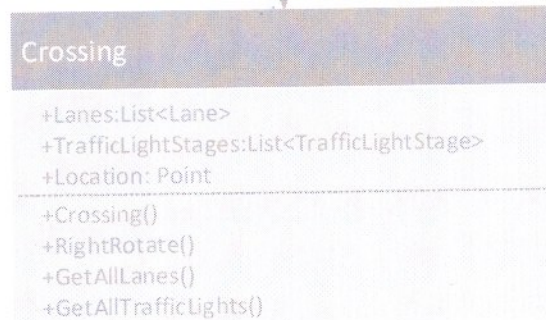 Crossing
+Lanes:List<Lane>
+TrafficLightStages:List<TrafficLightStage>
+Location: Point
+Crossing()
+RightRotate()
+GetAllLanes()
+GetAllTrafficLights()